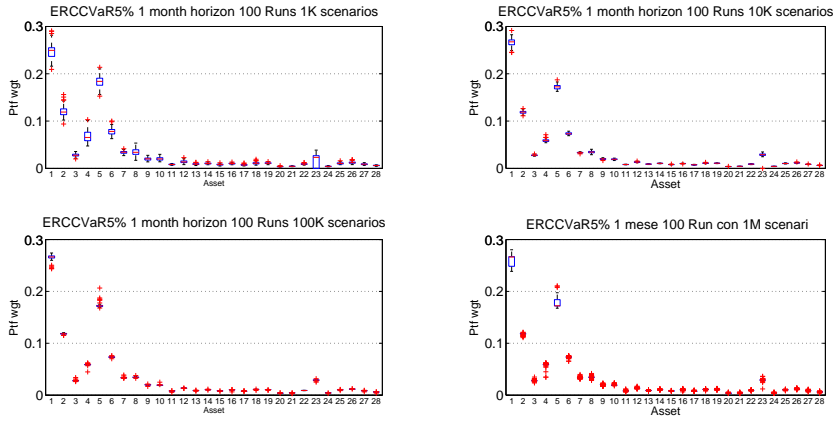 ERCCVaR5% 1 month horizon 100 Runs 1K scenarios
0.3
0.2
0.1
0
Ptf wgt
1 2 3 4 5 6 7 8 9 10 11 12 13 14 15 16 17 18 19 20 21 22 23 24 25 26 27 28
Asset
ERCCVaR5% 1 month horizon 100 Runs 10K scenarios
0.3
0.2
0.1
0
Ptf wgt
1 2 3 4 5 6 7 8 9 10 11 12 13 14 15 16 17 18 19 20 21 22 23 24 25 26 27 28
Asset
ERCCVaR5% 1 month horizon 100 Runs 100K scenarios
0.3
0.2
0.1
0
Ptf wgt
1 2 3 4 5 6 7 8 9 10 11 12 13 14 15 16 17 18 19 20 21 22 23 24 25 26 27 28
Asset
ERCCVaR5% 1 mese 100 Run con 1M scenari
0.3
0.2
0.1
0
Ptf wgt
1 2 3 4 5 6 7 8 9 10 11 12 13 14 15 16 17 18 19 20 21 22 23 24 25 26 27 28
Asset